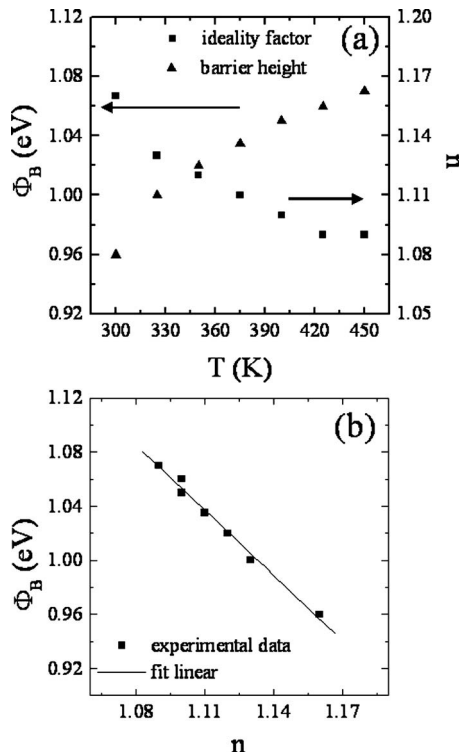 (a)
ideality factor
barrier height
1.12
1.08
1.04
1.00
0.96
0.92
Φ_B (eV)
1.20
1.17
1.14
1.11
1.08
1.05
n
300 330 360 390 420 450
T (K)
(b)
1.12
1.08
1.04
1.00
0.96
0.92
Φ_B (eV)
experimental data
fit linear
1.08 1.11 1.14 1.17
n